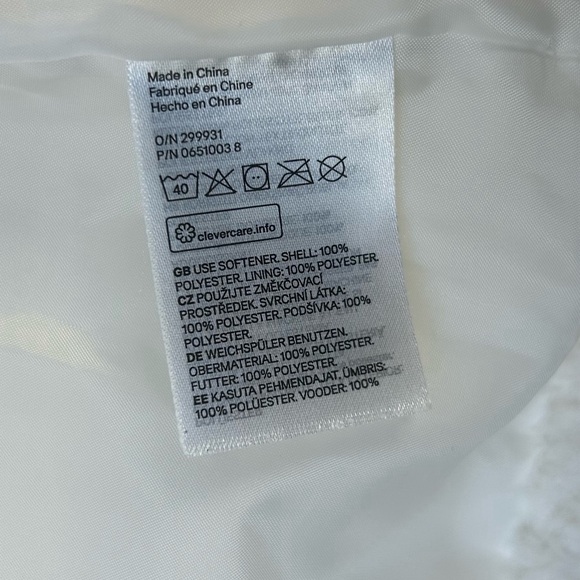 Made in China
Fabriqué en Chine
Hecho en China
O/N 299931
P/N 0651003 8
40
clevercare.info
GB USE SOFTENER. SHELL: 100%
POLYESTER. LINING: 100% POLYESTER.
CZ POUŽIJTE ZMĚKČOVACÍ
PROSTŘEDEK. SVRCHNÍ LÁTKA:
100% POLYESTER. PODŠÍVKA: 100%
POLYESTER.
DE WEICHSPÜLER BENUTZEN.
OBERMATERIAL: 100% POLYESTER.
FUTTER: 100% POLYESTER.
EE KASUTA PEHMENDAJAT, ÜMBRIS:
100% POLÜESTER. VOODER: 100%